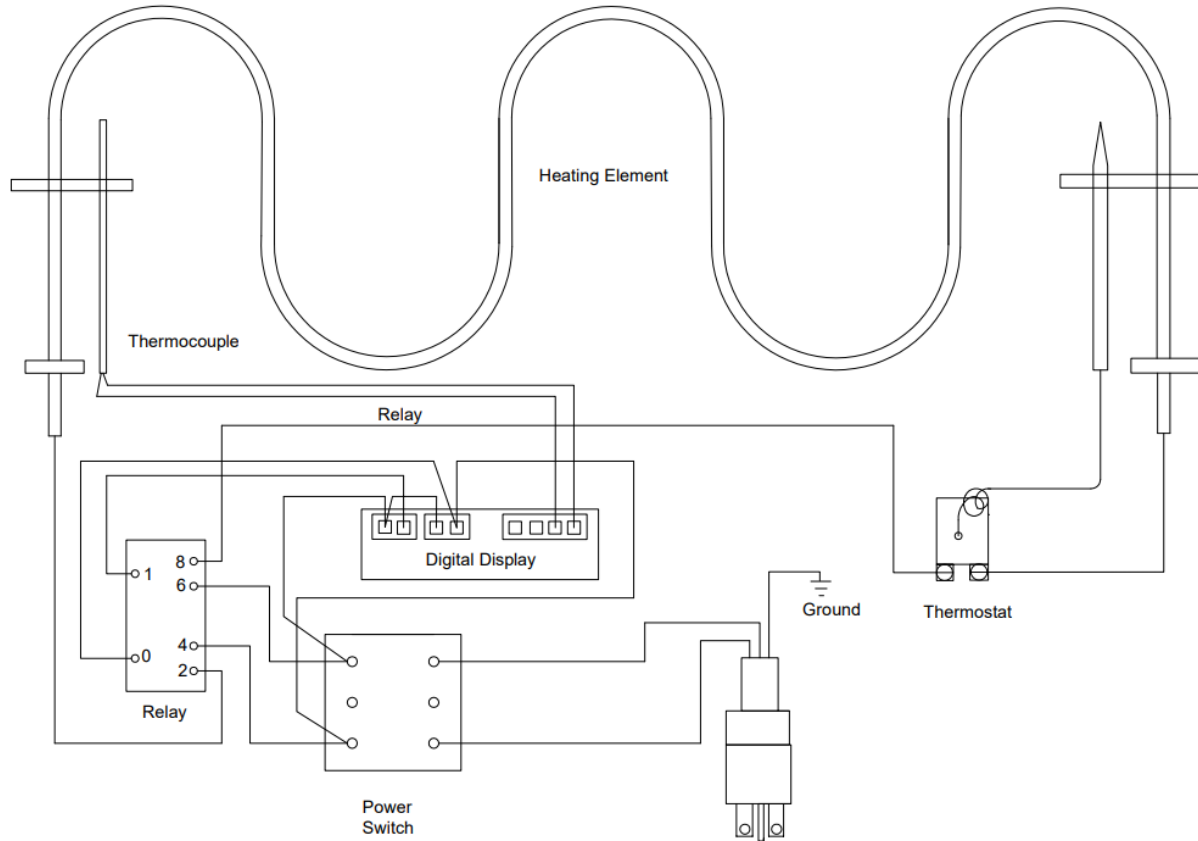 Heating Element
Thermocouple
Relay
Digital Display
8
1
6
Ground
Thermostat
4
0
2
Relay
Power
Switch